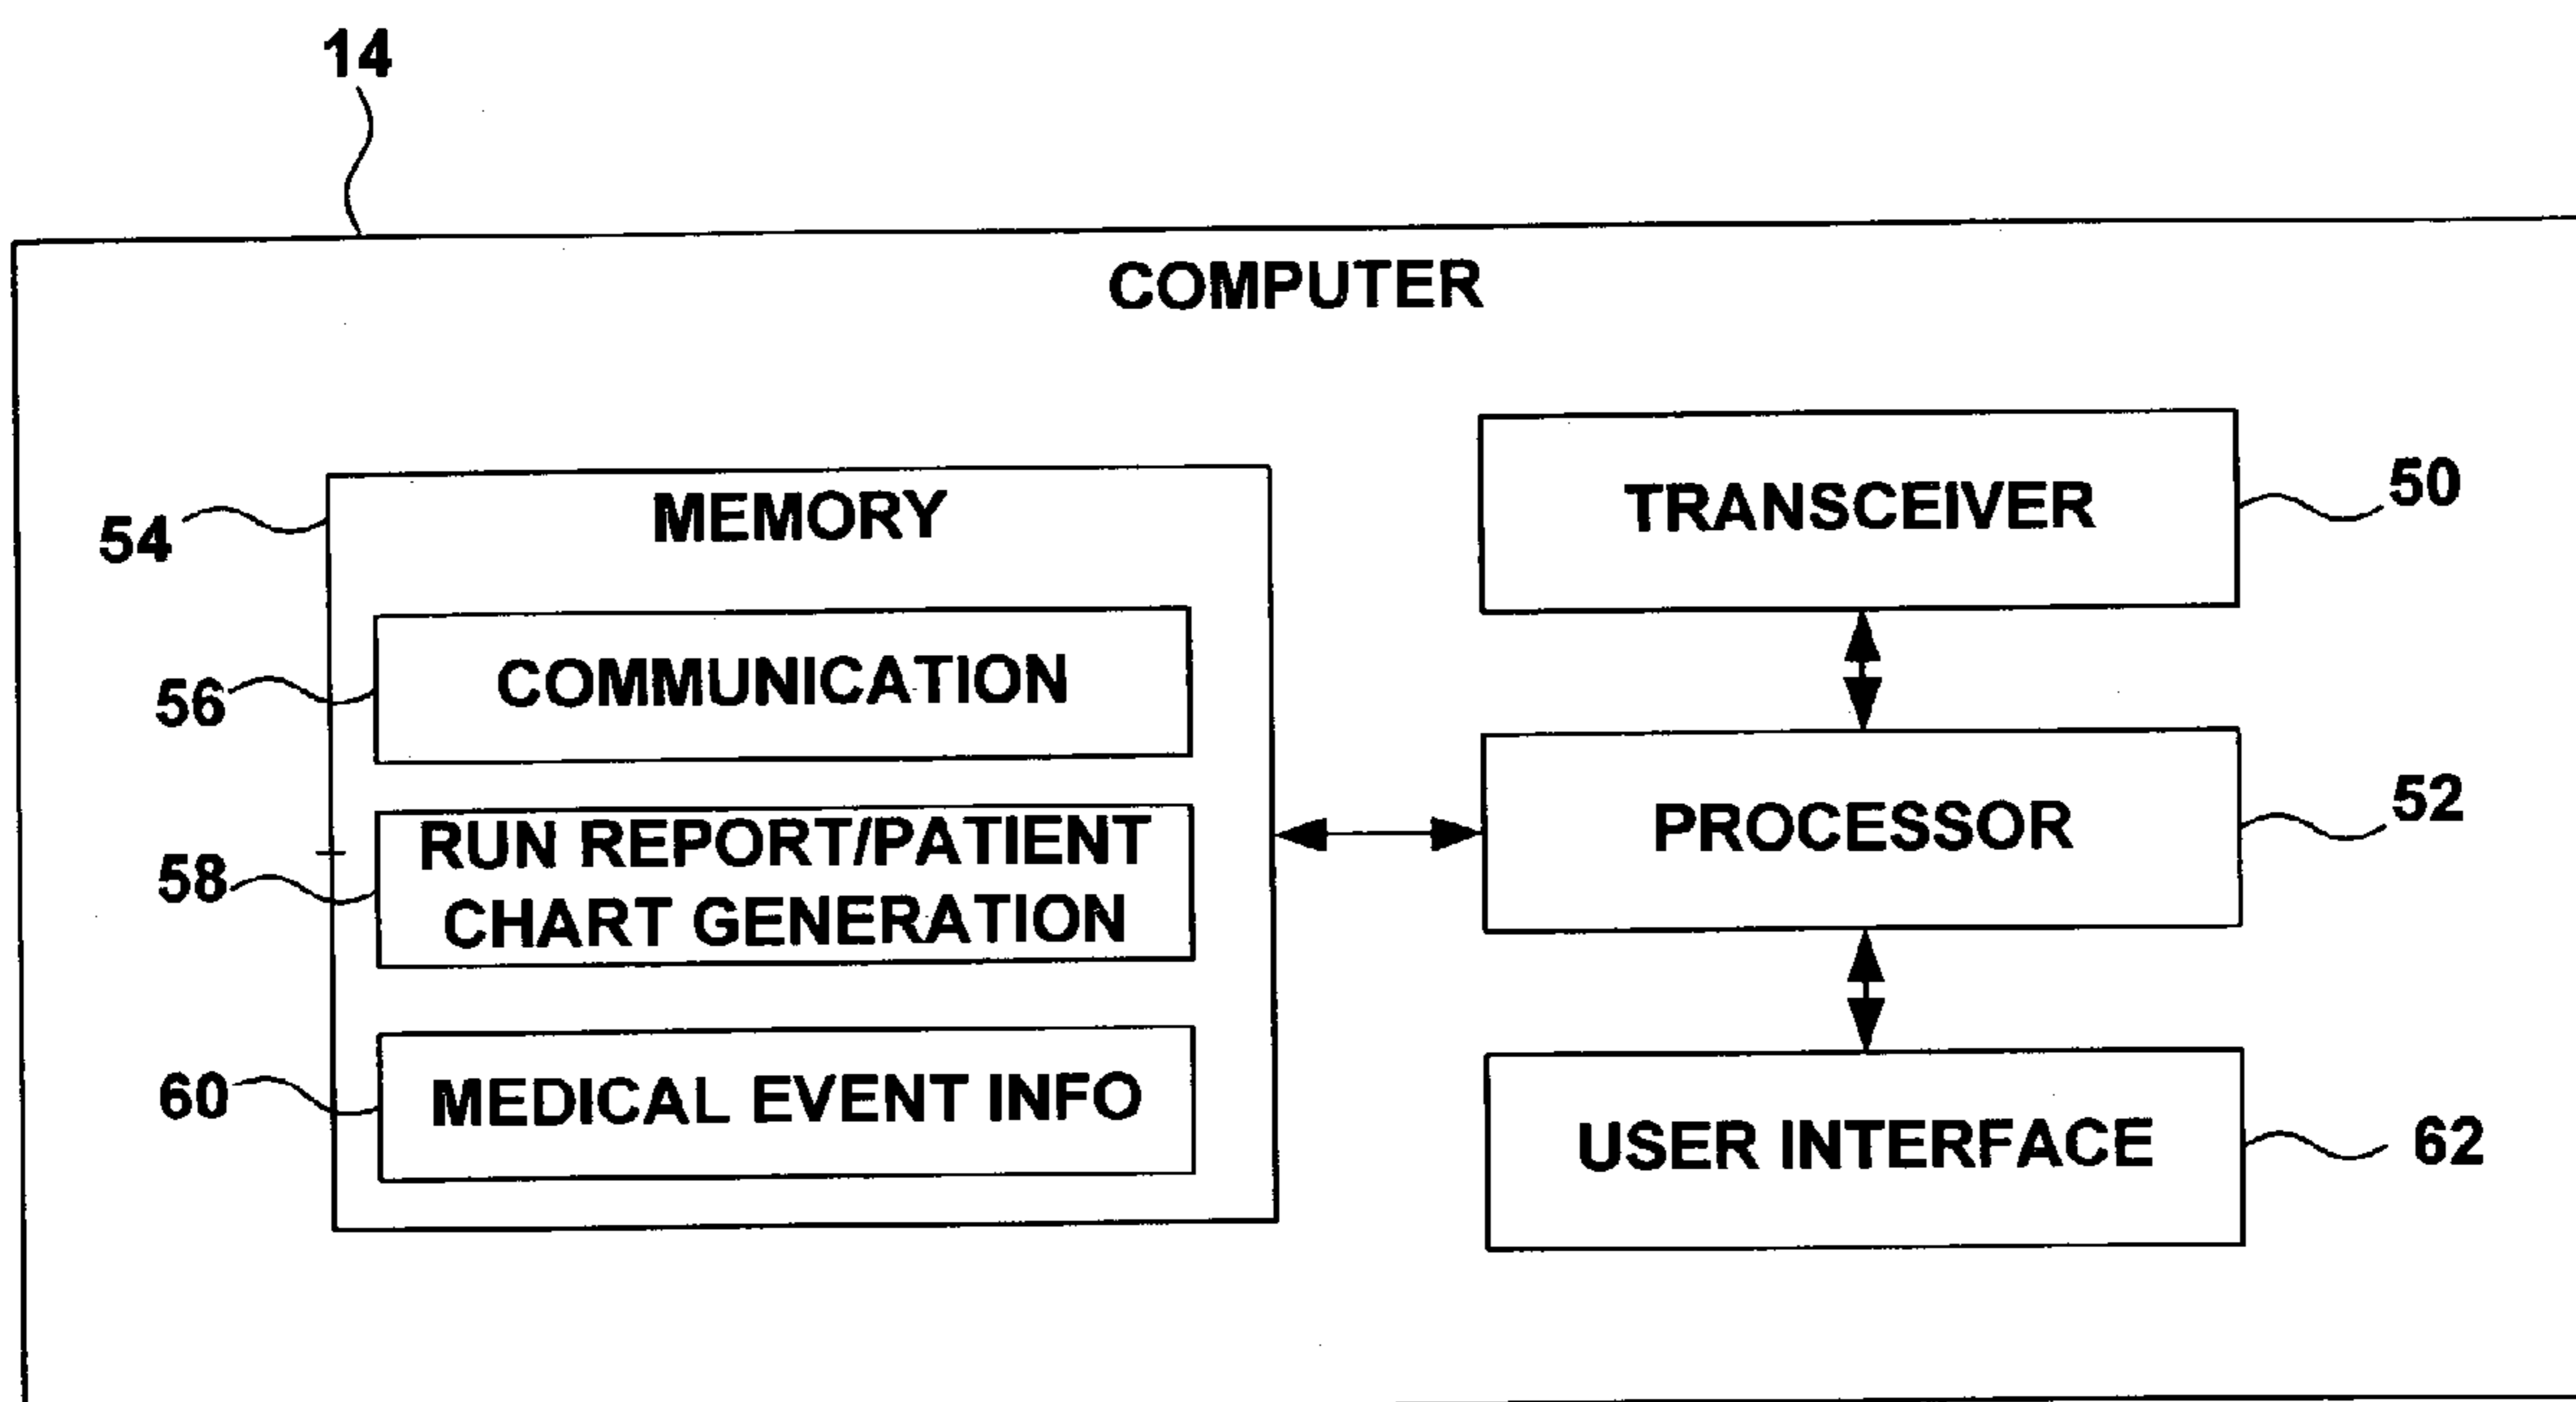 14
COMPUTER
54
MEMORY
56
COMMUNICATION
58
RUN REPORT/PATIENT
CHART GENERATION
60
MEDICAL EVENT INFO
TRANSCEIVER
50
PROCESSOR
52
USER INTERFACE
62